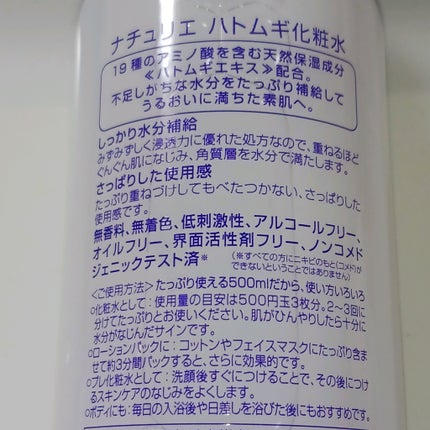 ナチュリエ ハトムギ化粧水
19種のアミノ酸を含む天然保湿成分
≪ハトムギエキス≫配合。
不足しがちな水分をたっぷり補給して
うるおいに満ちた素肌へ。
しっかり水分補給
みずみずしく浸透力に優れた処方なので、重ねるほど
ぐんぐん肌になじみ、角質層を水分で満たします。
さっぱりした使用感
たっぷり重ねづけしてもべたつかない、さっぱりした
使用感です。
無香料、無着色、低刺激性、アルコールフリー、
オイルフリー、界面活性剤フリー、ノンコメド
ジェニックテスト済※
(※すべての方にニキビのもと(コメド)が
できないということではありません)
<ご使用方法>たっぷり使える500mlだから、使い方いろいろ
○化粧水として：使用量の目安は500円玉3枚分。2~3回に
分けてたっぷりとお使いください。肌がひんやりしたら十分に
水分がなじんだサインです。
○ローションパックに：コットンやフェイスマスクにたっぷり含ま
せて約3分間パックすると、さらに効果的です。
○プレ化粧水として：洗顔後すぐにつけることで、その後につけ
るスキンケアのなじみをよくします。
○ボディにも：毎日の入浴後や日差しを浴びた後にもおすすめです。